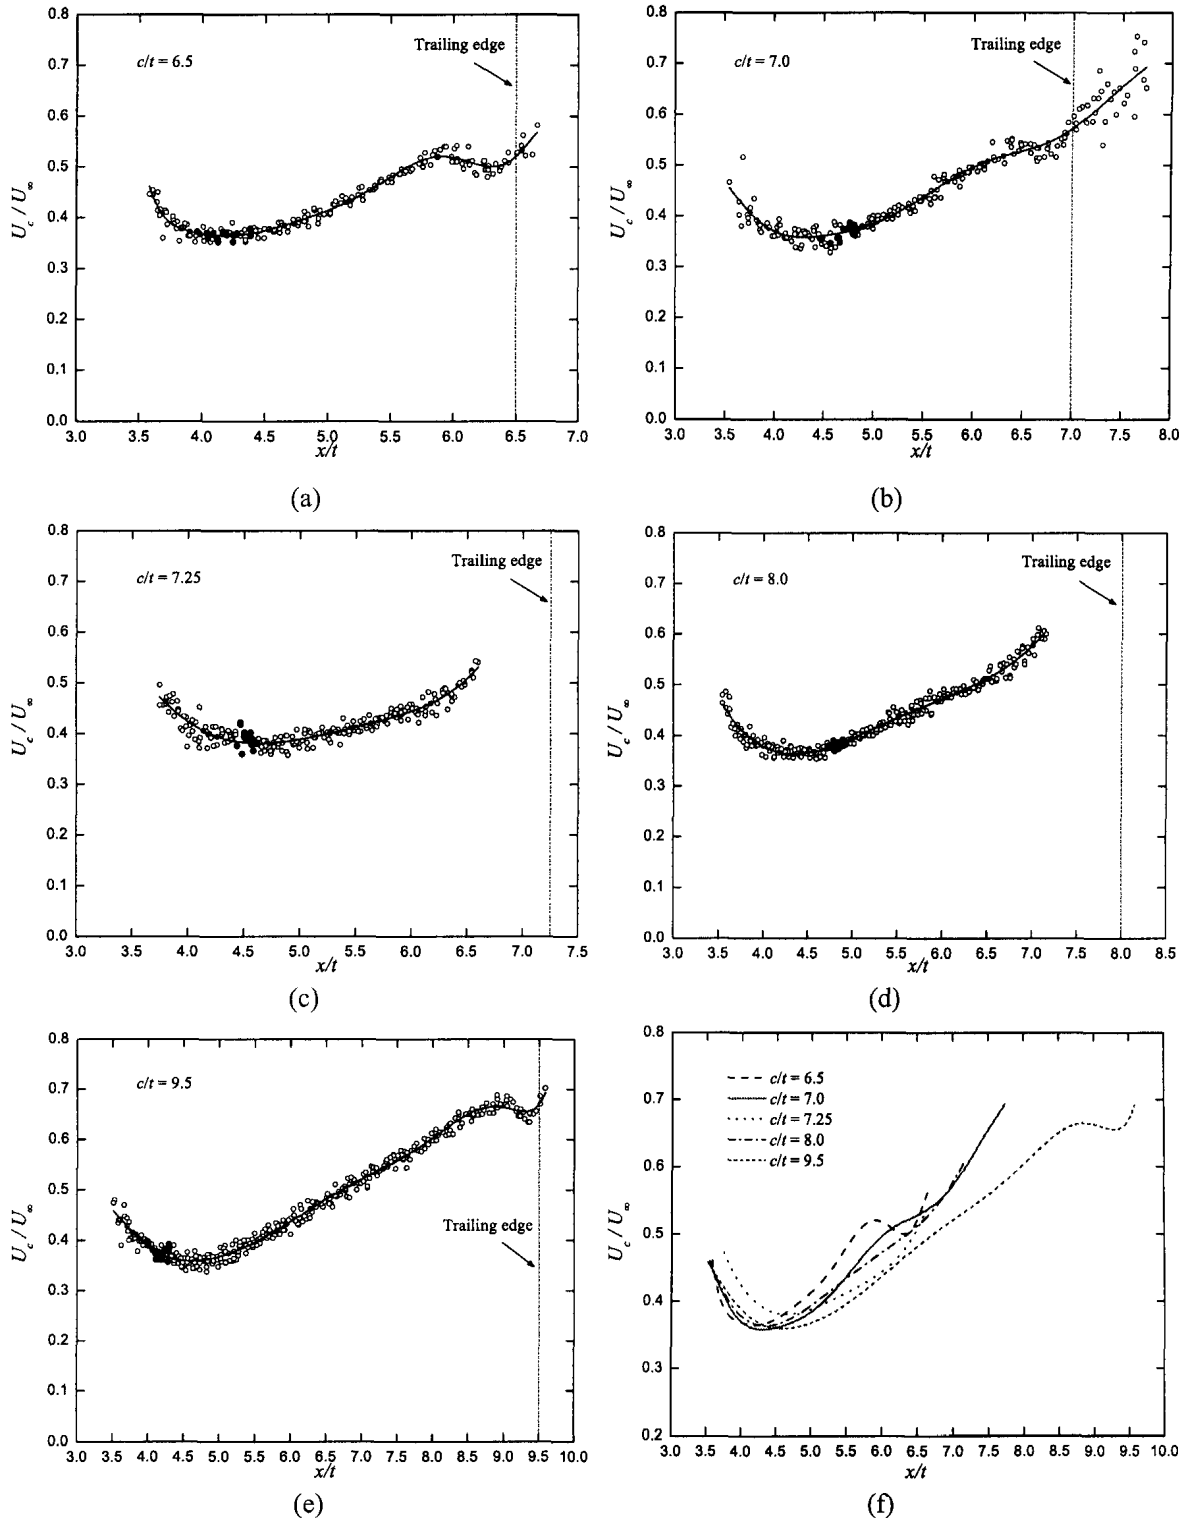 0.8
0.7
0.6
0.5
0.4
0.3
0.2
0.1
0.0
U_c / U_∞
c/t = 6.5
Trailing edge
3.0 3.5 4.0 4.5 5.0 5.5 6.0 6.5 7.0
x/t
(a)
0.8
0.7
0.6
0.5
0.4
0.3
0.2
0.1
0.0
U_c / U_∞
c/t = 7.0
Trailing edge
3.0 3.5 4.0 4.5 5.0 5.5 6.0 6.5 7.0 7.5 8.0
x/t
(b)
0.8
0.7
0.6
0.5
0.4
0.3
0.2
0.1
0.0
U_c / U_∞
c/t = 7.25
Trailing edge
3.0 3.5 4.0 4.5 5.0 5.5 6.0 6.5 7.0 7.5
x/t
(c)
0.8
0.7
0.6
0.5
0.4
0.3
0.2
0.1
0.0
U_c / U_∞
c/t = 8.0
Trailing edge
3.0 3.5 4.0 4.5 5.0 5.5 6.0 6.5 7.0 7.5 8.0 8.5
x/t
(d)
0.8
0.7
0.6
0.5
0.4
0.3
0.2
0.1
0.0
U_c / U_∞
c/t = 9.5
Trailing edge
3.0 3.5 4.0 4.5 5.0 5.5 6.0 6.5 7.0 7.5 8.0 8.5 9.0 9.5 10.0
x/t
(e)
0.8
0.7
0.6
0.5
0.4
0.3
0.2
U_c / U_∞
c/t = 6.5
c/t = 7.0
c/t = 7.25
c/t = 8.0
c/t = 9.5
3.0 3.5 4.0 4.5 5.0 5.5 6.0 6.5 7.0 7.5 8.0 8.5 9.0 9.5 10.0
x/t
(f)